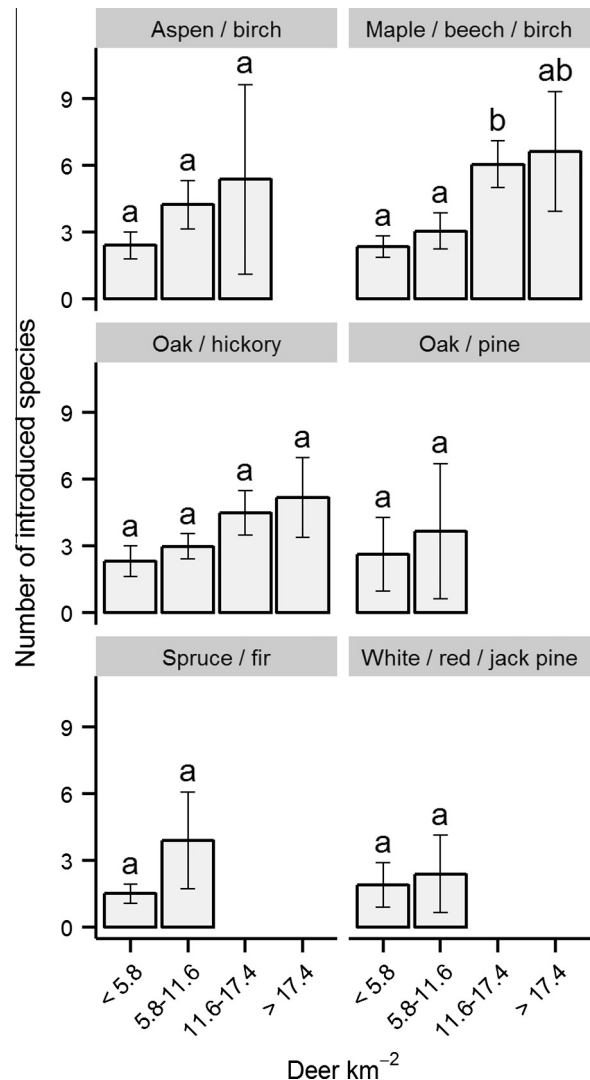 Aspen / birch
Maple / beech / birch
a
a
a
a
a
b
ab
9
6
3
0
Oak / hickory
Oak / pine
a
a
a
a
a
a
9
6
3
0
Spruce / fir
White / red / jack pine
a
a
a
a
9
6
3
0
Number of introduced species
< 5.8
5.8-11.6
11.6-17.4
> 17.4
< 5.8
5.8-11.6
11.6-17.4
> 17.4
Deer km⁻²